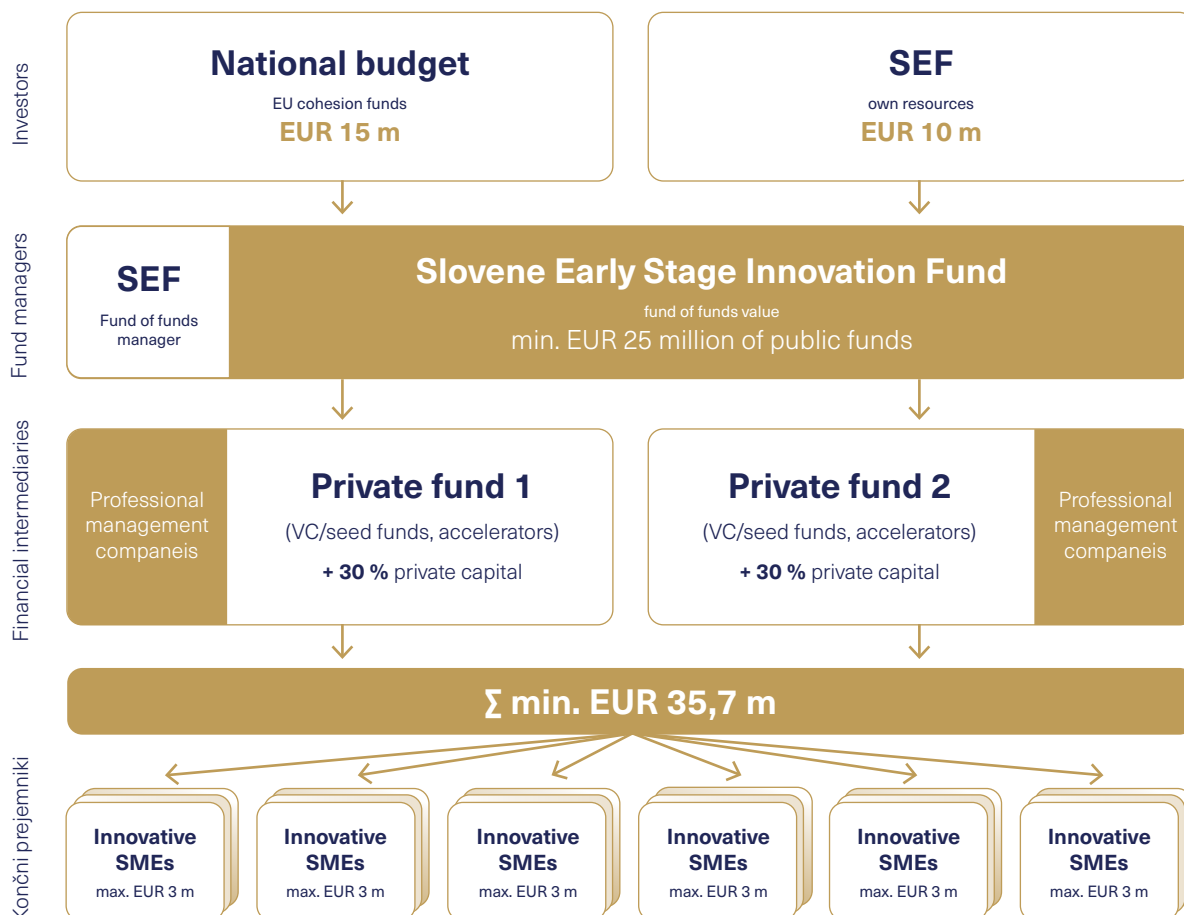 Investors
National budget
EU cohesion funds
EUR 15 m
SEF
own resources
EUR 10 m
Fund managers
SEF
Fund of funds
manager
Slovene Early Stage Innovation Fund
fund of funds value
min. EUR 25 million of public funds
Financial intermediaries
Professional
management
companeis
Private fund 1
(VC/seed funds, accelerators)
+ 30 % private capital
Private fund 2
(VC/seed funds, accelerators)
+ 30 % private capital
Professional
management
companeis
∑ min. EUR 35,7 m
Končni prejemniki
Innovative
SMEs
max. EUR 3 m
Innovative
SMEs
max. EUR 3 m
Innovative
SMEs
max. EUR 3 m
Innovative
SMEs
max. EUR 3 m
Innovative
SMEs
max. EUR 3 m
Innovative
SMEs
max. EUR 3 m